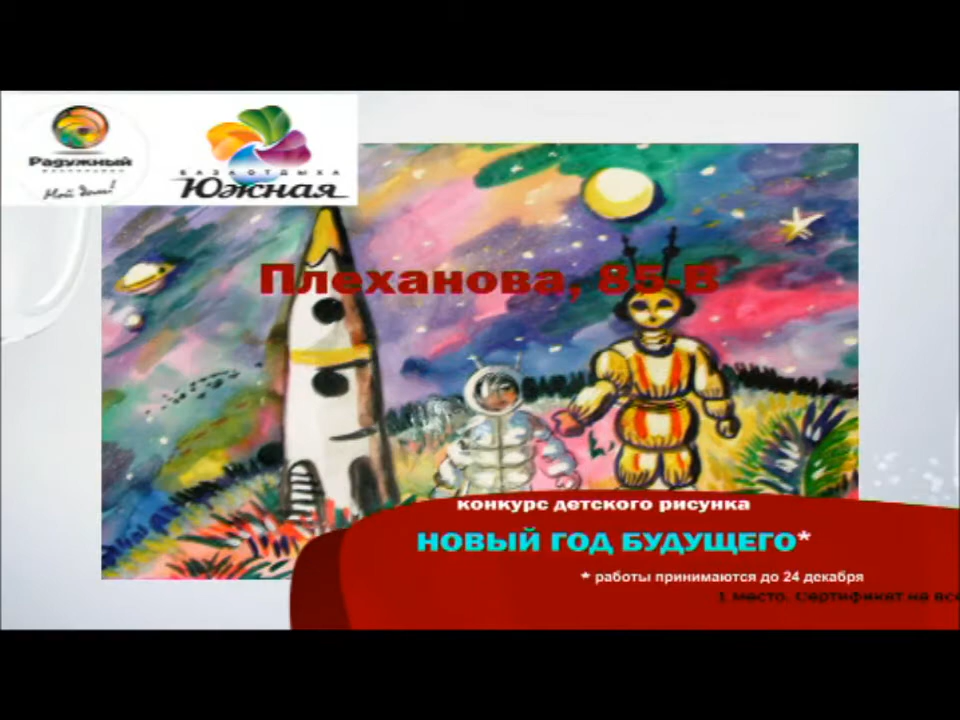 Радужный
Мой дом!
БАЗА ОТДЫХА
Южная
Плеханова, 85-В
конкурс детского рисунка
НОВЫЙ ГОД БУДУЩЕГО*
* работы принимаются до 24 декабря
1 место. Сертификат на